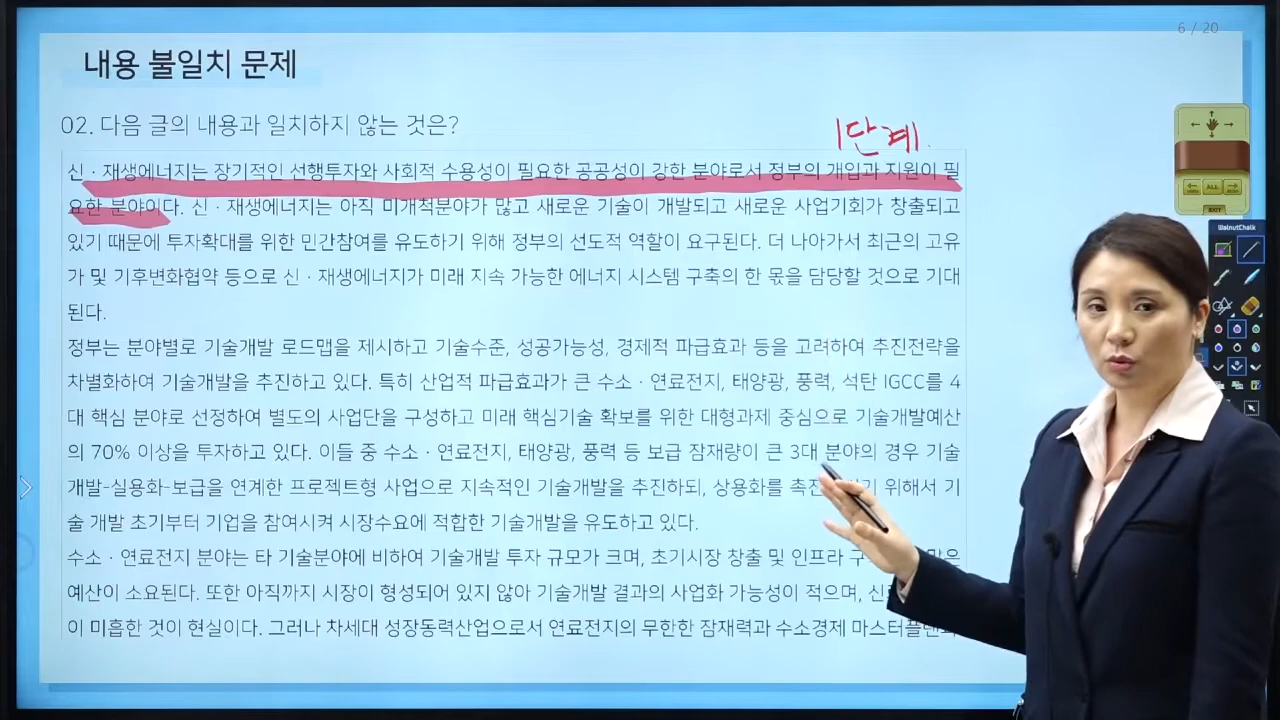 6 / 20
내용 불일치 문제
02. 다음 글의 내용과 일치하지 않는 것은?
1단계.
신 · 재생에너지는 장기적인 선행투자와 사회적 수용성이 필요한 공공성이 강한 분야로서 정부의 개입과 지원이 필
요한 분야이다. 신 · 재생에너지는 아직 미개척분야가 많고 새로운 기술이 개발되고 새로운 사업기회가 창출되고
있기 때문에 투자확대를 위한 민간참여를 유도하기 위해 정부의 선도적 역할이 요구된다. 더 나아가서 최근의 고유
가 및 기후변화협약 등으로 신 · 재생에너지가 미래 지속 가능한 에너지 시스템 구축의 한 몫을 담당할 것으로 기대
된다.
정부는 분야별로 기술개발 로드맵을 제시하고 기술수준, 성공가능성, 경제적 파급효과 등을 고려하여 추진전략을
차별화하여 기술개발을 추진하고 있다. 특히 산업적 파급효과가 큰 수소 · 연료전지, 태양광, 풍력, 석탄 IGCC를 4
대 핵심 분야로 선정하여 별도의 사업단을 구성하고 미래 핵심기술 확보를 위한 대형과제 중심으로 기술개발예산
의 70% 이상을 투자하고 있다. 이들 중 수소 · 연료전지, 태양광, 풍력 등 보급 잠재량이 큰 3대 분야의 경우 기술
개발-실용화-보급을 연계한 프로젝트형 사업으로 지속적인 기술개발을 추진하되, 상용화를 위해서 기
술 개발 초기부터 기업을 참여시켜 시장수요에 적합한 기술개발을 유도하고 있다.
수소 · 연료전지 분야는 타 기술분야에 비하여 기술개발 투자 규모가 크며, 초기시장 창출 및 인프라 많은
예산이 소요된다. 또한 아직까지 시장이 형성되어 있지 않아 기술개발 결과의 사업화 가능성이 적으며,
이 미흡한 것이 현실이다. 그러나 차세대 성장동력산업으로서 연료전지의 무한한 잠재력과 수소경제
WalnutChalk
ALL
EXIT